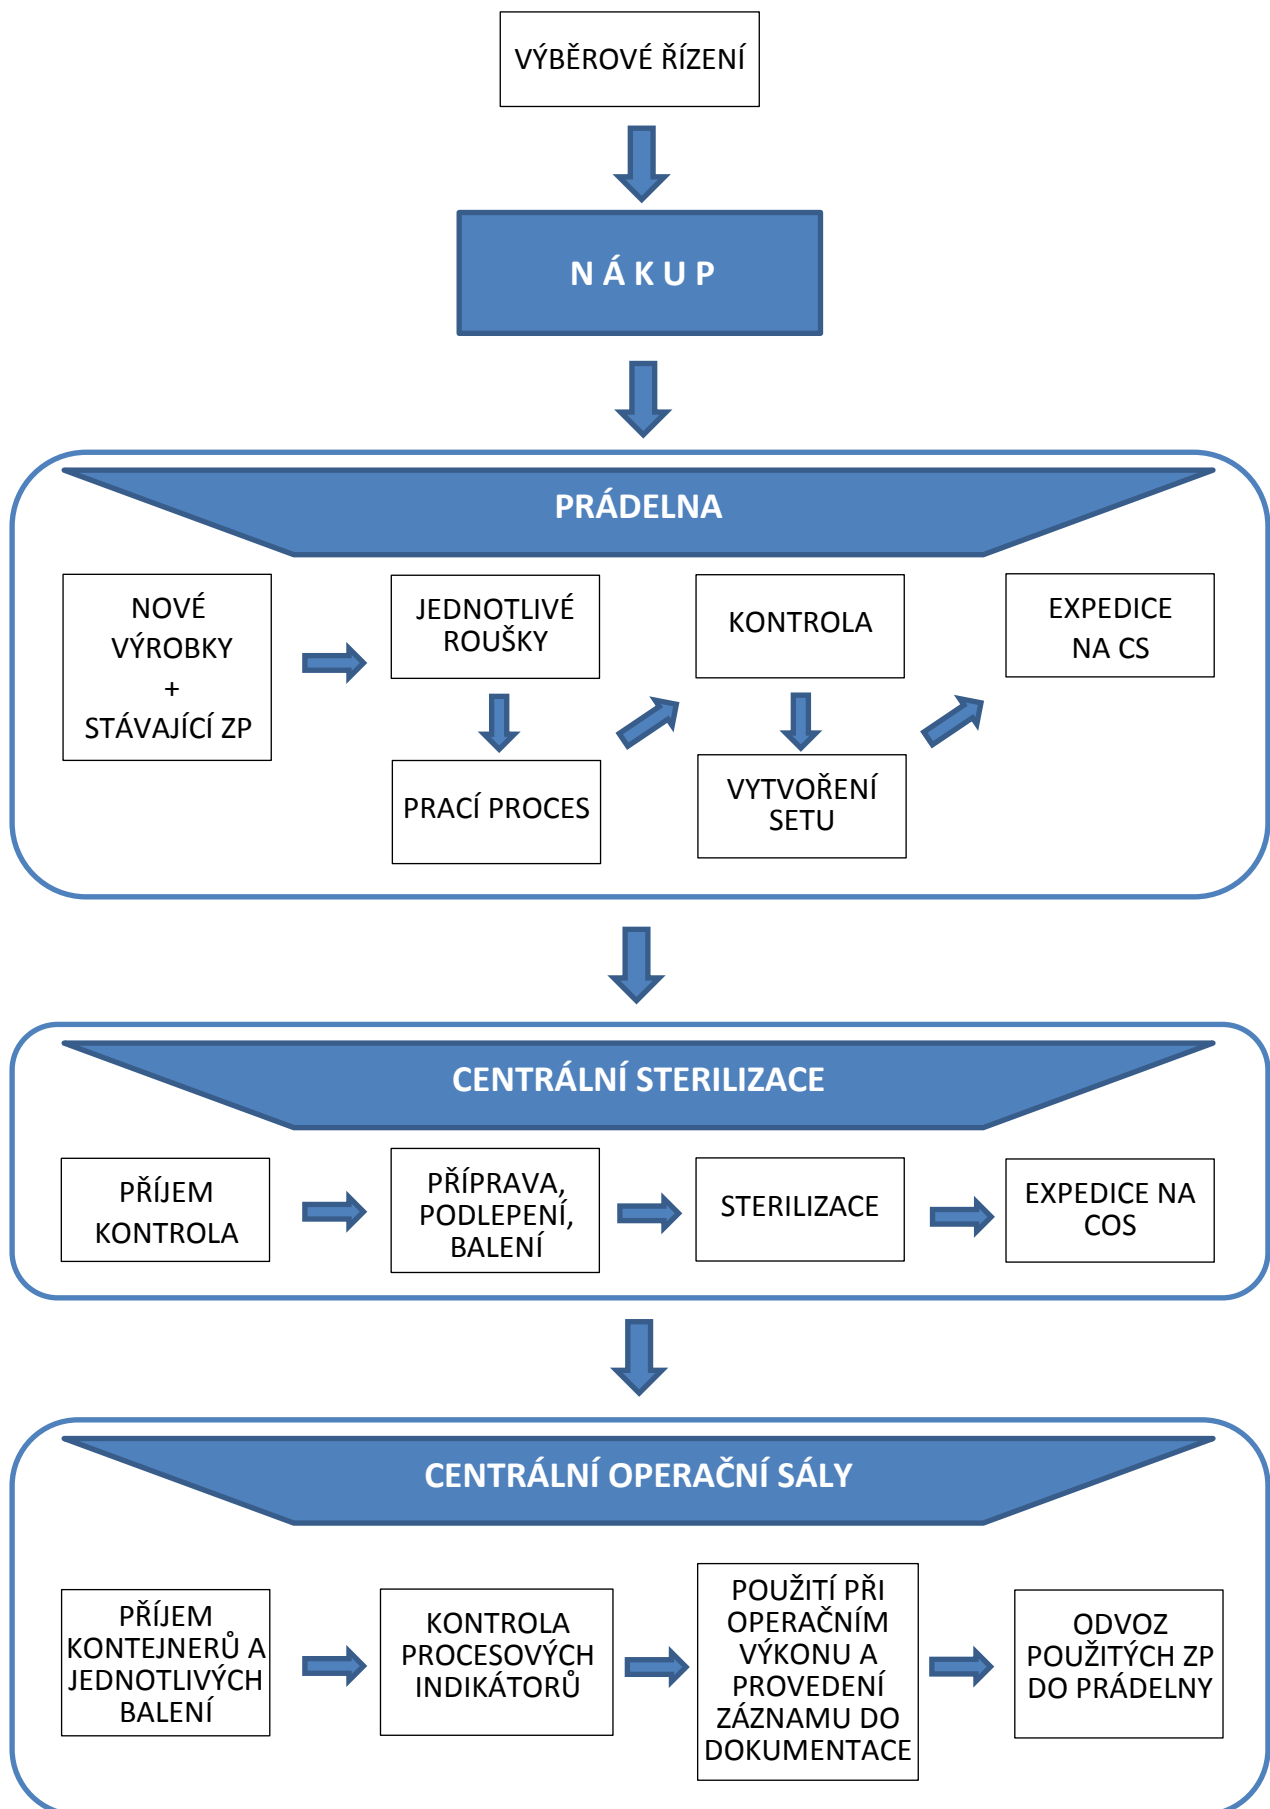 VÝBĚROVÉ ŘÍZENÍ
N Á K U P
PRÁDELNA
NOVÉ
VÝROBKY
+
STÁVAJÍCÍ ZP
JEDNOTLIVÉ
ROUŠKY
PRACÍ PROCES
KONTROLA
VYTVOŘENÍ
SETU
EXPEDICE
NA CS
CENTRÁLNÍ STERILIZACE
PŘÍJEM
KONTROLA
PŘÍPRAVA,
PODLEPENÍ,
BALENÍ
STERILIZACE
EXPEDICE NA
COS
CENTRÁLNÍ OPERAČNÍ SÁLY
PŘÍJEM
KONTEJNERŮ A
JEDNOTLIVÝCH
BALENÍ
KONTROLA
PROCESOVÝCH
INDIKÁTORŮ
POUŽITÍ PŘI
OPERAČNÍM
VÝKONU A
PROVEDENÍ
ZÁZNAMU DO
DOKUMENTACE
ODVOZ
POUŽITÝCH ZP
DO PRÁDELNY